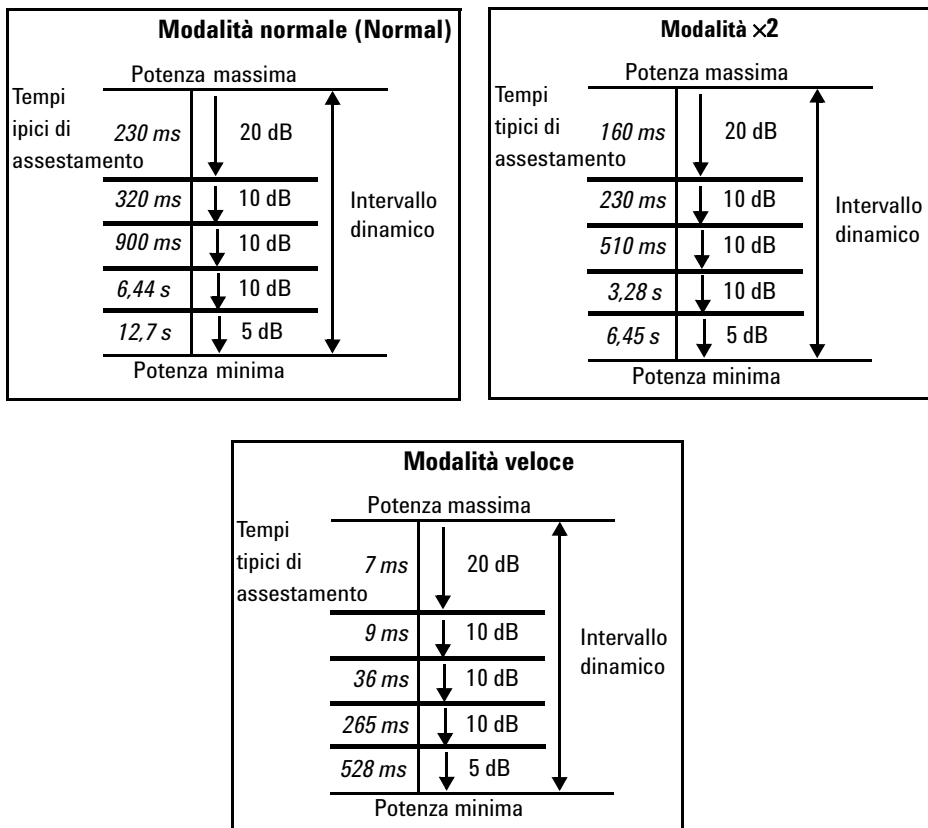 Modalità normale (Normal)
Potenza massima
Tempi
ipici di
assestamento
230 ms
20 dB
320 ms
10 dB
900 ms
10 dB
6,44 s
10 dB
12,7 s
5 dB
Intervallo
dinamico
Potenza minima
Modalità ×2
Potenza massima
Tempi
tipici di
assestamento
160 ms
20 dB
230 ms
10 dB
510 ms
10 dB
3,28 s
10 dB
6,45 s
5 dB
Intervallo
dinamico
Potenza minima
Modalità veloce
Potenza massima
Tempi
tipici di
assestamento
7 ms
20 dB
9 ms
10 dB
36 ms
10 dB
265 ms
10 dB
528 ms
5 dB
Intervallo
dinamico
Potenza minima